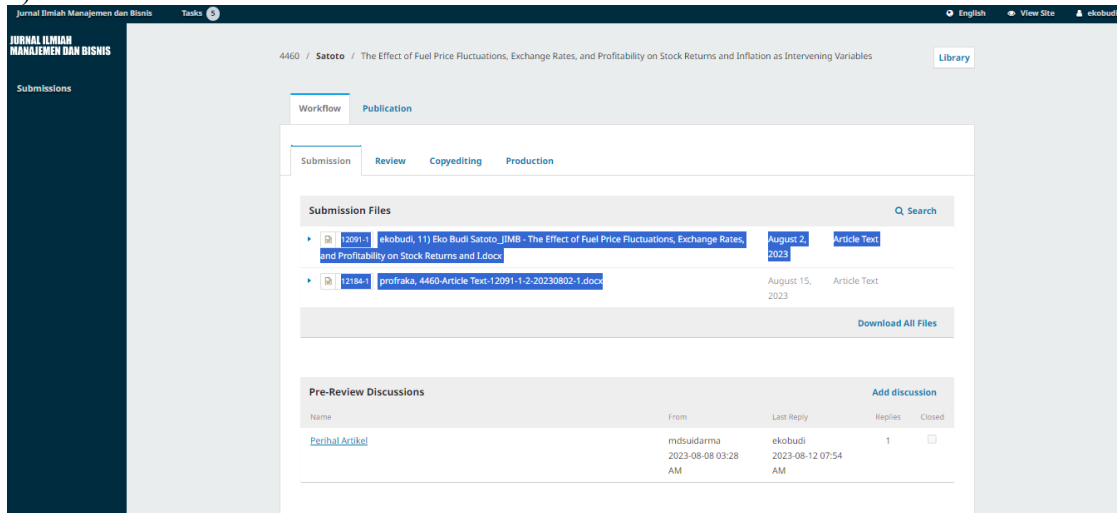 Jurnal Ilmiah Manajemen dan Bisnis Tasks 5 English View Site ekobudi
JURNAL ILMIAH
MANAJEMEN DAN BISNIS
Submissions
4460 / Satoto / The Effect of Fuel Price Fluctuations, Exchange Rates, and Profitability on Stock Returns and Inflation as Intervening Variables
Library
Workflow Publication
Submission Review Copyediting Production
Submission Files Search
12091-1 ekobudi, 11) Eko Budi Satoto_JIMB - The Effect of Fuel Price Fluctuations, Exchange Rates, August 2, Article Text
and Profitability on Stock Returns and I.docx 2023
12184-1 profraka, 4460-Article Text-12091-1-2-20230802-1.docx August 15, Article Text
2023
Download All Files
Pre-Review Discussions Add discussion
Name From Last Reply Replies Closed
Perihal Artikel mdsuidarma ekobudi 1
2023-08-08 03:28 2023-08-12 07:54
AM AM